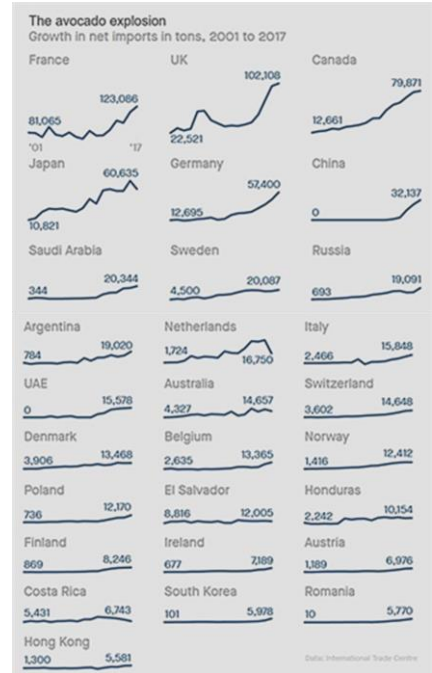 The avocado explosion
Growth in net imports in tons, 2001 to 2017
France
UK
Canada
81,065
123,086
'01
'17
22,521
102,108
12,661
79,871
Japan
Germany
China
10,821
60,635
12,695
57,400
0
32,137
Saudi Arabia
Sweden
Russia
344
20,344
4,500
20,087
693
19,091
Argentina
Netherlands
Italy
784
19,020
1,724
16,750
2,466
15,848
UAE
Australia
Switzerland
0
15,578
4,327
14,657
3,602
14,648
Denmark
Belgium
Norway
3,906
13,468
2,635
13,365
1,416
12,412
Poland
El Salvador
Honduras
736
12,170
8,816
12,005
2,242
10,154
Finland
Ireland
Austria
869
8,246
677
7,189
1,189
6,976
Costa Rica
South Korea
Romania
5,431
6,743
101
5,978
10
5,770
Hong Kong
1,300
5,581
Data: International Trade Centre